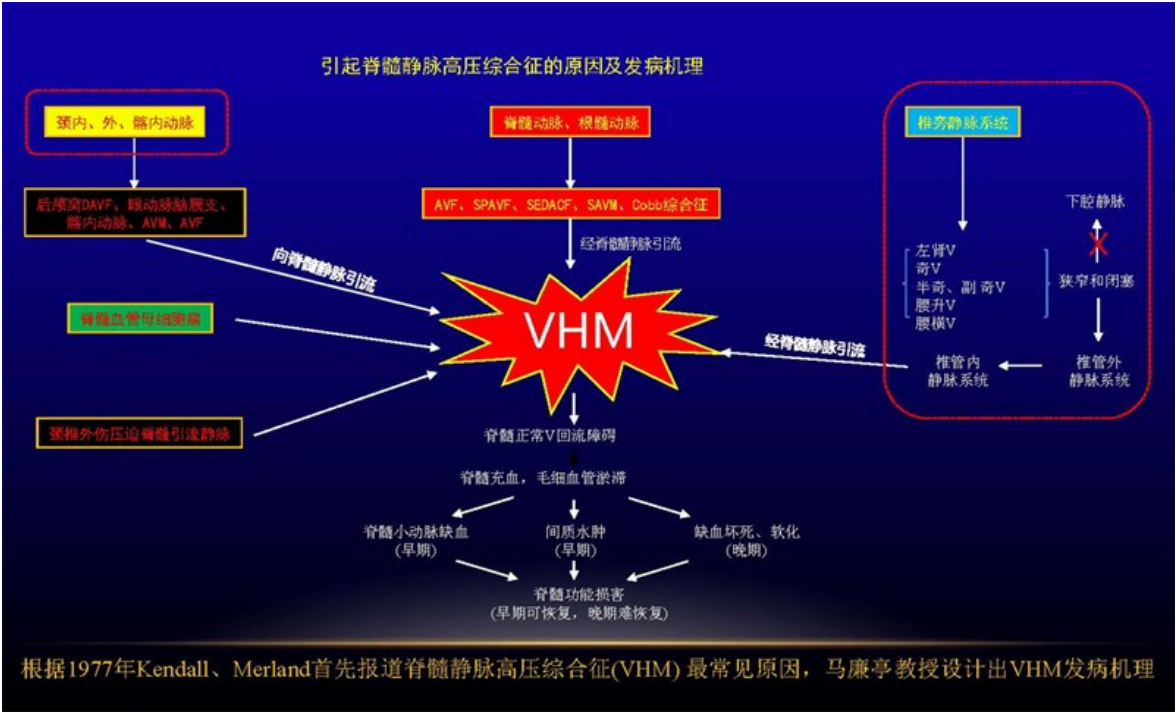 引起脊髓静脉高压综合征的原因及发病机理
颈内、外、髂内动脉
后颅窝DAVF、眼动脉脑膜支、
髂内动脉、AVM、AVF
向脊髓静脉引流
脊髓血管母细胞瘤
颈椎外伤压迫脊髓引流静脉
脊髓动脉、根髓动脉
AVF、SPAVF、SEDACF、SAVM、Cobb综合征
经脊髓静脉引流
VHM
椎旁静脉系统
左肾V
奇V
半奇、副奇V
腰升V
腰横V
下腔静脉
狭窄和闭塞
椎管外
静脉系统
椎管内
静脉系统
经脊髓静脉引流
脊髓正常V回流障碍
脊髓充血，毛细血管淤滞
脊髓小动脉缺血
(早期)
间质水肿
(早期)
缺血坏死、软化
(晚期)
脊髓功能损害
(早期可恢复，晚期难恢复)
根据1977年Kendall、Merland首先报道脊髓静脉高压综合征(VHM) 最常见原因，马廉亭教授设计出VHM发病机理